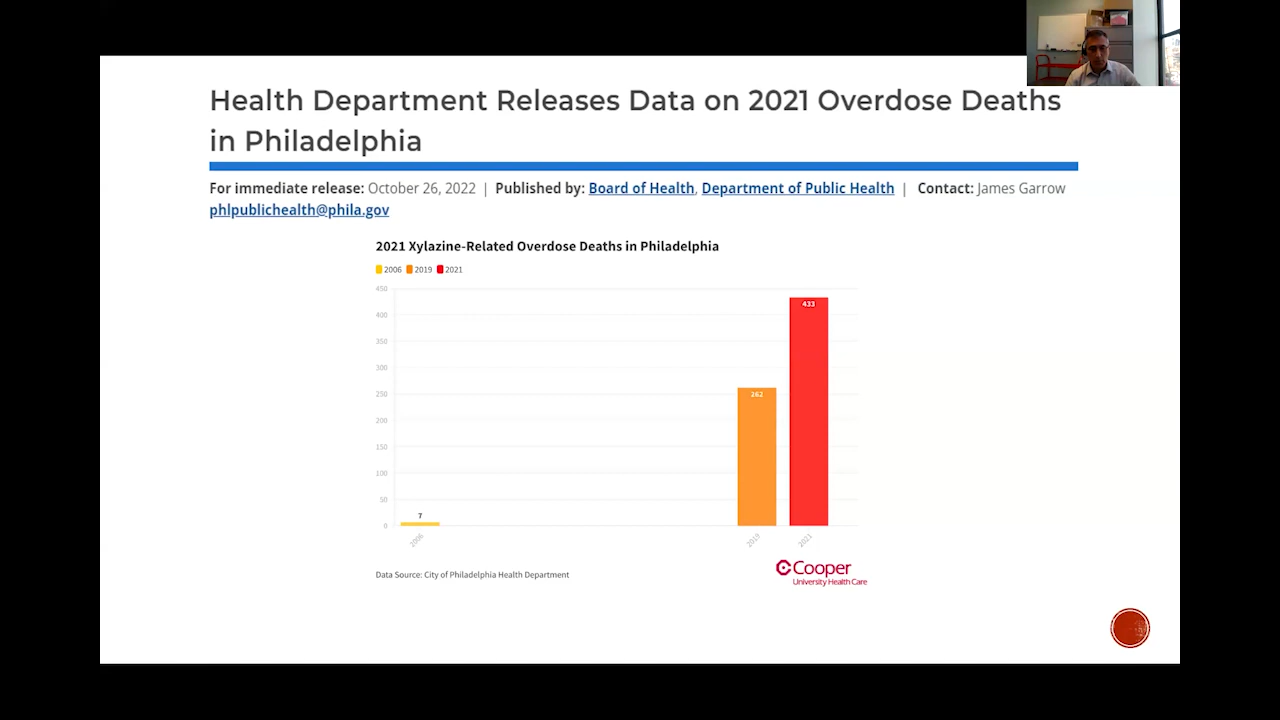 Health Department Releases Data on 2021 Overdose Deaths
in Philadelphia
For immediate release: October 26, 2022 | Published by: Board of Health, Department of Public Health | Contact: James Garrow
phlpublichealth@phila.gov
2021 Xylazine-Related Overdose Deaths in Philadelphia
2006 2019 2021
450
400
350
300
250
200
150
100
50
0
7
262
433
2006
2019
2021
Data Source: City of Philadelphia Health Department
Cooper
University Health Care